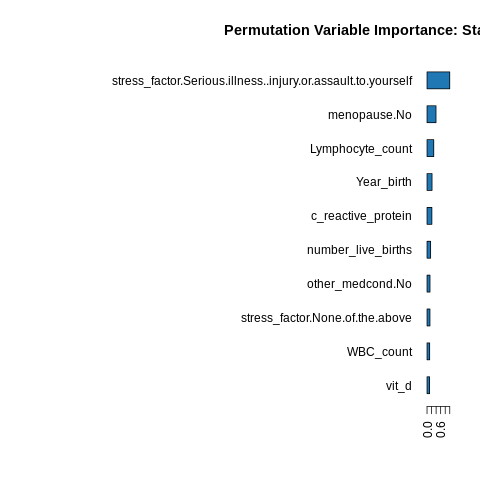 Permutation Variable Importance: Sta
stress_factor.Serious.illness..injury.or.assault.to.yourself
menopause.No
Lymphocyte_count
Year_birth
c_reactive_protein
number_live_births
other_medcond.No
stress_factor.None.of.the.above
WBC_count
vit_d
0.0
0.6